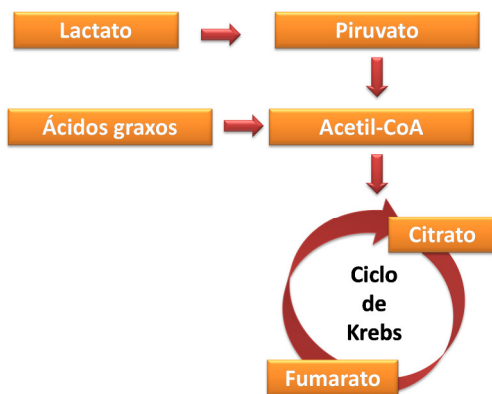 Lactato
Piruvato
Ácidos graxos
Acetil-CoA
Citrato
Ciclo
de
Krebs
Fumarato